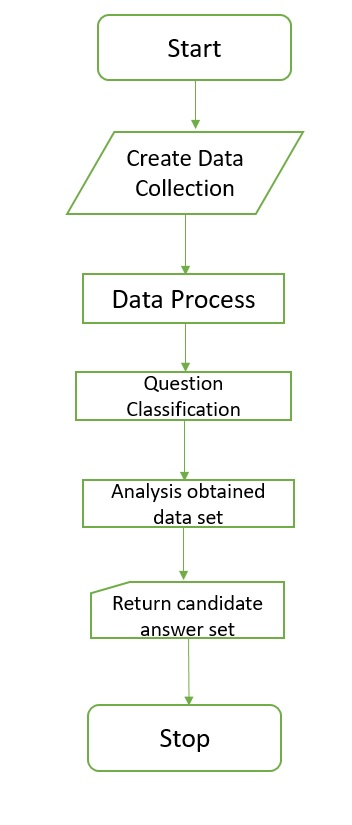 Start
Create Data
Collection
Data Process
Question
Classification
Analysis obtained
data set
Return candidate
answer set
Stop